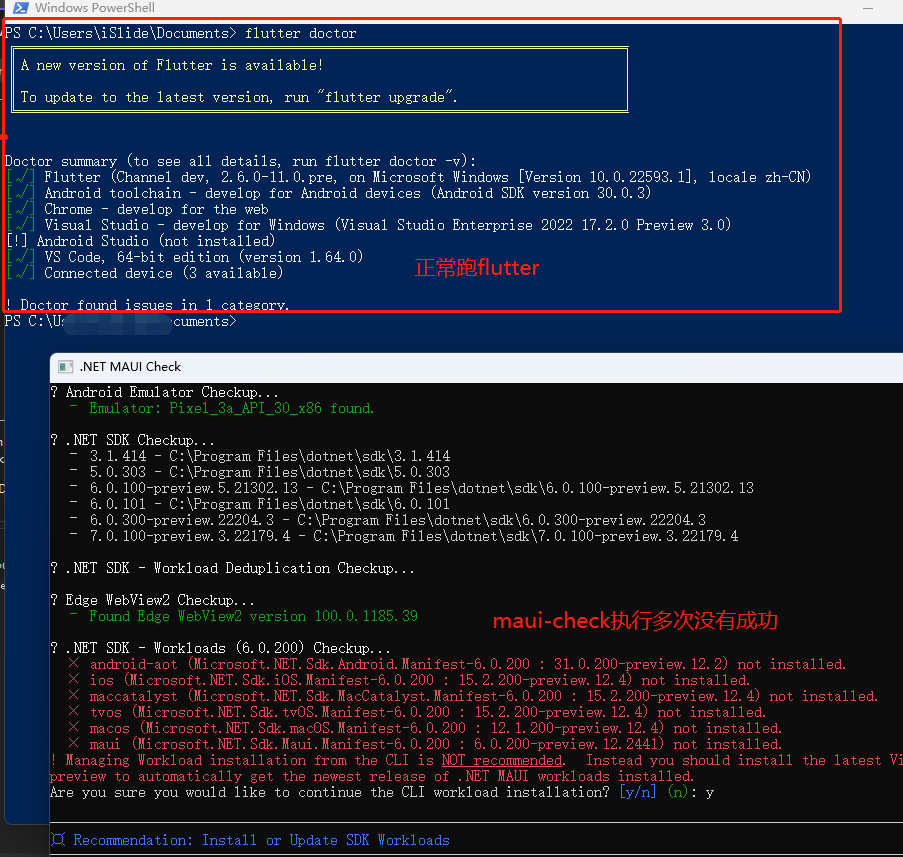 Windows PowerShell
PS C:\Users\iSlide\Documents> flutter doctor
A new version of Flutter is available!
To update to the latest version, run "flutter upgrade".
Doctor summary (to see all details, run flutter doctor -v):
[√] Flutter (Channel dev, 2.6.0-11.0.pre, on Microsoft Windows [Version 10.0.22593.1], locale zh-CN)
[√] Android toolchain - develop for Android devices (Android SDK version 30.0.3)
[√] Chrome - develop for the web
[√] Visual Studio - develop for Windows (Visual Studio Enterprise 2022 17.2.0 Preview 3.0)
[!] Android Studio (not installed)
[√] VS Code, 64-bit edition (version 1.64.0)
[√] Connected device (3 available)
正常跑flutter
! Doctor found issues in 1 category.
PS C:\Us cuments>
.NET MAUI Check
? Android Emulator Checkup...
- Emulator: Pixel_3a_API_30_x86 found.
? .NET SDK Checkup...
- 3.1.414 - C:\Program Files\dotnet\sdk\3.1.414
- 5.0.303 - C:\Program Files\dotnet\sdk\5.0.303
- 6.0.100-preview.5.21302.13 - C:\Program Files\dotnet\sdk\6.0.100-preview.5.21302.13
- 6.0.101 - C:\Program Files\dotnet\sdk\6.0.101
- 6.0.300-preview.22204.3 - C:\Program Files\dotnet\sdk\6.0.300-preview.22204.3
- 7.0.100-preview.3.22179.4 - C:\Program Files\dotnet\sdk\7.0.100-preview.3.22179.4
? .NET SDK - Workload Deduplication Checkup...
? Edge WebView2 Checkup...
- Found Edge WebView2 version 100.0.1185.39
maui-check执行多次没有成功
? .NET SDK - Workloads (6.0.200) Checkup...
× android-aot (Microsoft.NET.Sdk.Android.Manifest-6.0.200 : 31.0.200-preview.12.2) not installed.
× ios (Microsoft.NET.Sdk.iOS.Manifest-6.0.200 : 15.2.200-preview.12.4) not installed.
× maccatalyst (Microsoft.NET.Sdk.MacCatalyst.Manifest-6.0.200 : 15.2.200-preview.12.4) not installed.
× tvos (Microsoft.NET.Sdk.tvOS.Manifest-6.0.200 : 15.2.200-preview.12.4) not installed.
× macos (Microsoft.NET.Sdk.macOS.Manifest-6.0.200 : 12.1.200-preview.12.4) not installed.
× maui (Microsoft.NET.Sdk.Maui.Manifest-6.0.200 : 6.0.200-preview.12.2441) not installed.
! Managing Workload installation from the CLI is NOT recommended. Instead you should install the latest Vi
preview to automatically get the newest release of .NET MAUI workloads installed.
Are you sure you would like to continue the CLI workload installation? [y/n] (n): y
¤ Recommendation: Install or Update SDK Workloads